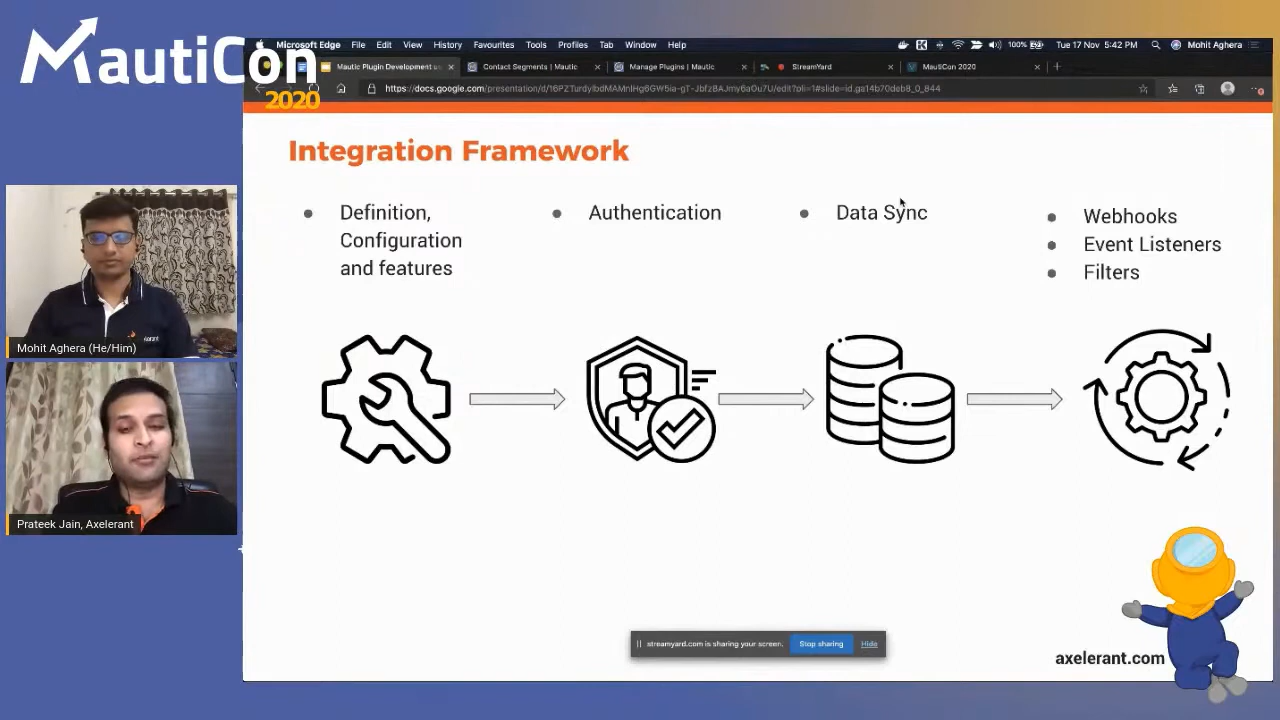 MautiCon
2020
Microsoft Edge File Edit View History Favourites Tools Profiles Tab Window Help
100% Tue 17 Nov 5:42 PM Mohit Aghera
Mautic Plugin Development us
Contact Segments | Mautic
Manage Plugins | Mautic
StreamYard
MautiCon 2020
Integration Framework
Definition,
Configuration
and features
Authentication
Data Sync
Webhooks
Event Listeners
Filters
Mohit Aghera (He/Him)
Prateek Jain, Axelerant
streamyard.com is sharing your screen. Stop sharing Hide
axelerant.com